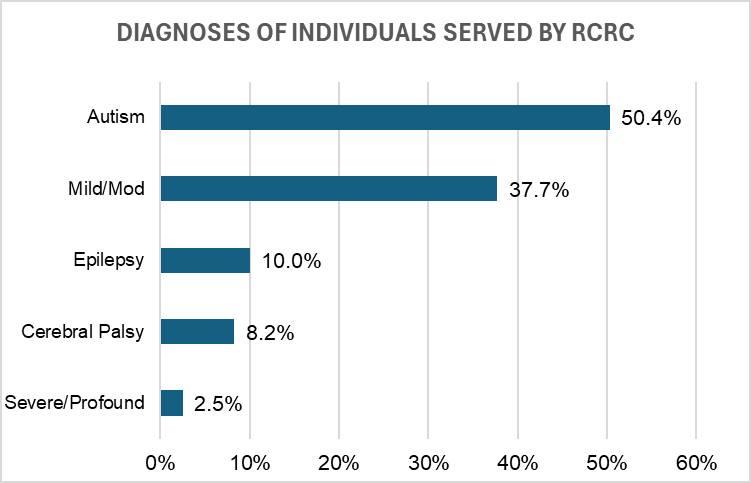 DIAGNOSES OF INDIVIDUALS SERVED BY RCRC
Autism 50.4%
Mild/Mod 37.7%
Epilepsy 10.0%
Cerebral Palsy 8.2%
Severe/Profound 2.5%
0% 10% 20% 30% 40% 50% 60%